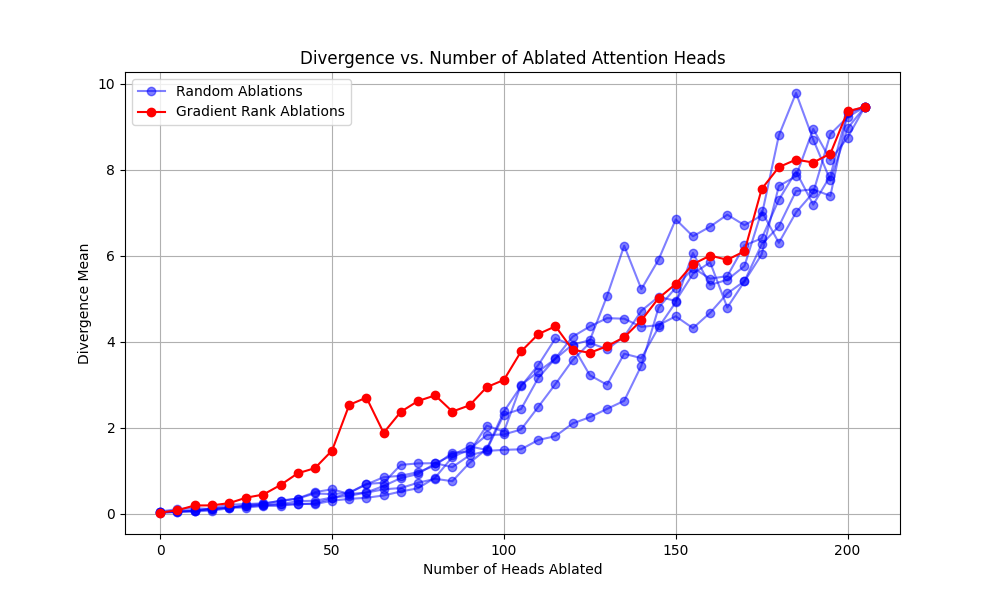 Divergence vs. Number of Ablated Attention Heads
Random Ablations
Gradient Rank Ablations
Divergence Mean
10
8
6
4
2
0
0 50 100 150 200
Number of Heads Ablated